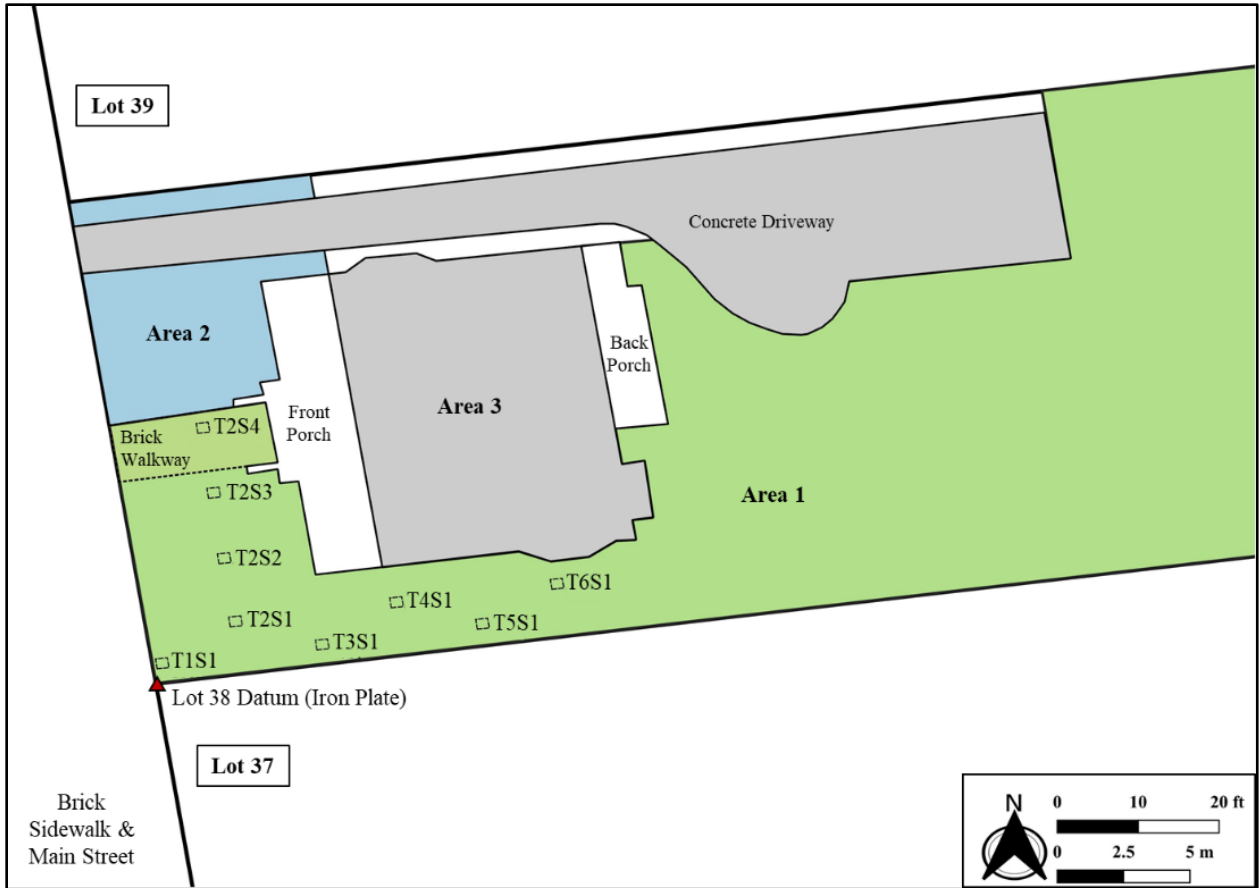 Lot 39
Concrete Driveway
Area 2
Back
Porch
Area 3
Front
Porch
T2S4
Brick
Walkway
T2S3
Area 1
T2S2
T6S1
T4S1
T2S1
T5S1
T3S1
T1S1
Lot 38 Datum (Iron Plate)
Lot 37
Brick
Sidewalk &
Main Street
N
0 10 20 ft
0 2.5 5 m